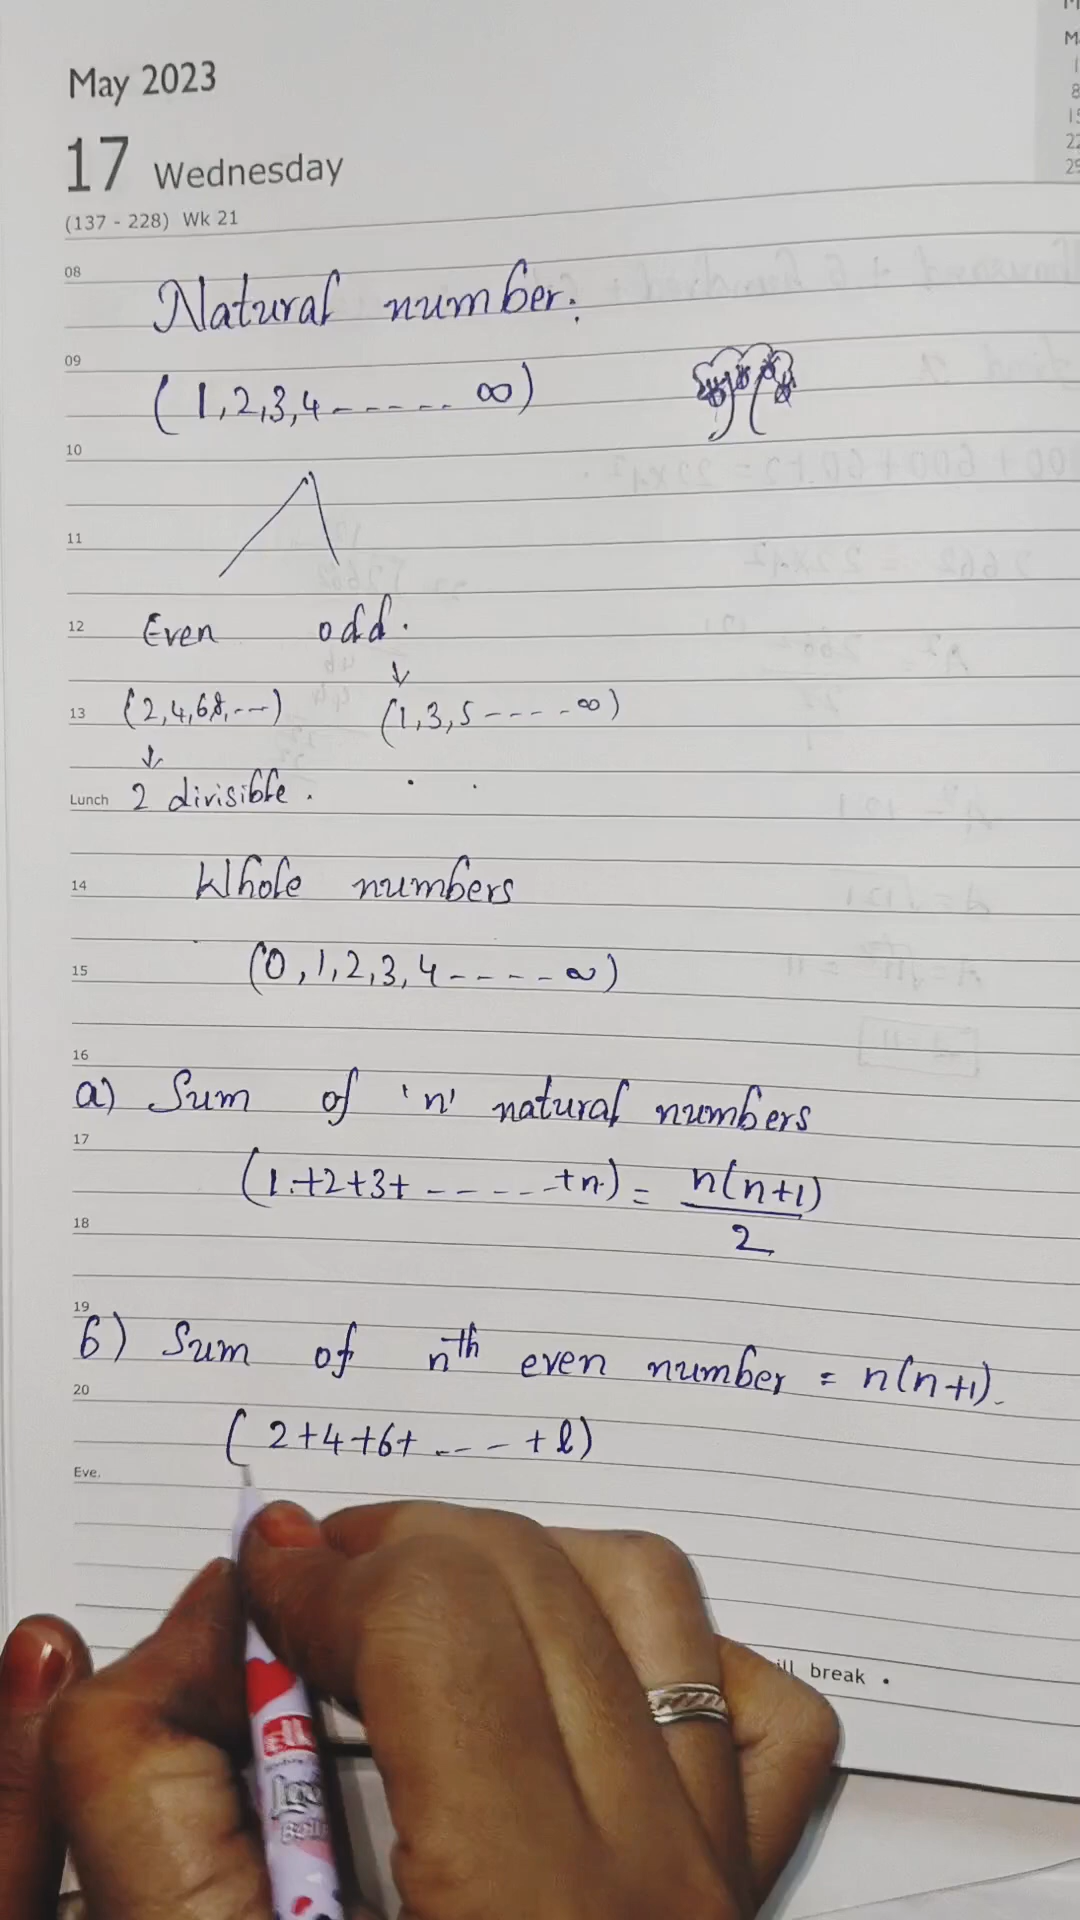 May 2023
17 Wednesday
(137 - 228) Wk 21
08
Natural number.
09
(1,2,3,4------ ∞)
10
11
12 Even odd.
13 (2,4,6,8,---) (1,3,5-----∞)
Lunch 2 divisible.
14 Whole numbers
15 (0,1,2,3,4-----∞)
16
a) Sum of 'n' natural numbers
17
(1+2+3+ ------+n) = n(n+1)
18 2
19
b) Sum of nth even number = n(n+1).
20
(2+4+6+ ---- +l)
Eve.
break .